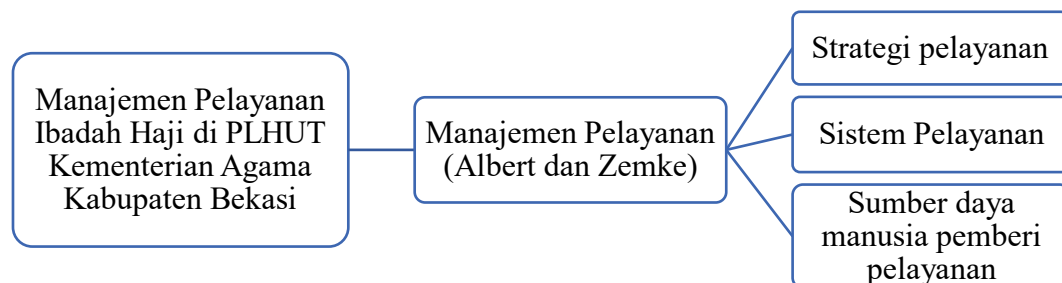 Manajemen Pelayanan
Ibadah Haji di PLHUT
Kementerian Agama
Kabupaten Bekasi
Manajemen Pelayanan
(Albert dan Zemke)
Strategi pelayanan
Sistem Pelayanan
Sumber daya
manusia pemberi
pelayanan